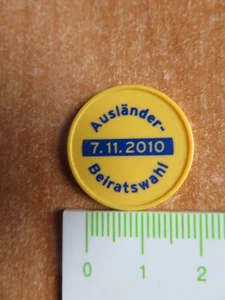 Ausländer-
7.11.2010
Beiratswahl
0 1 2